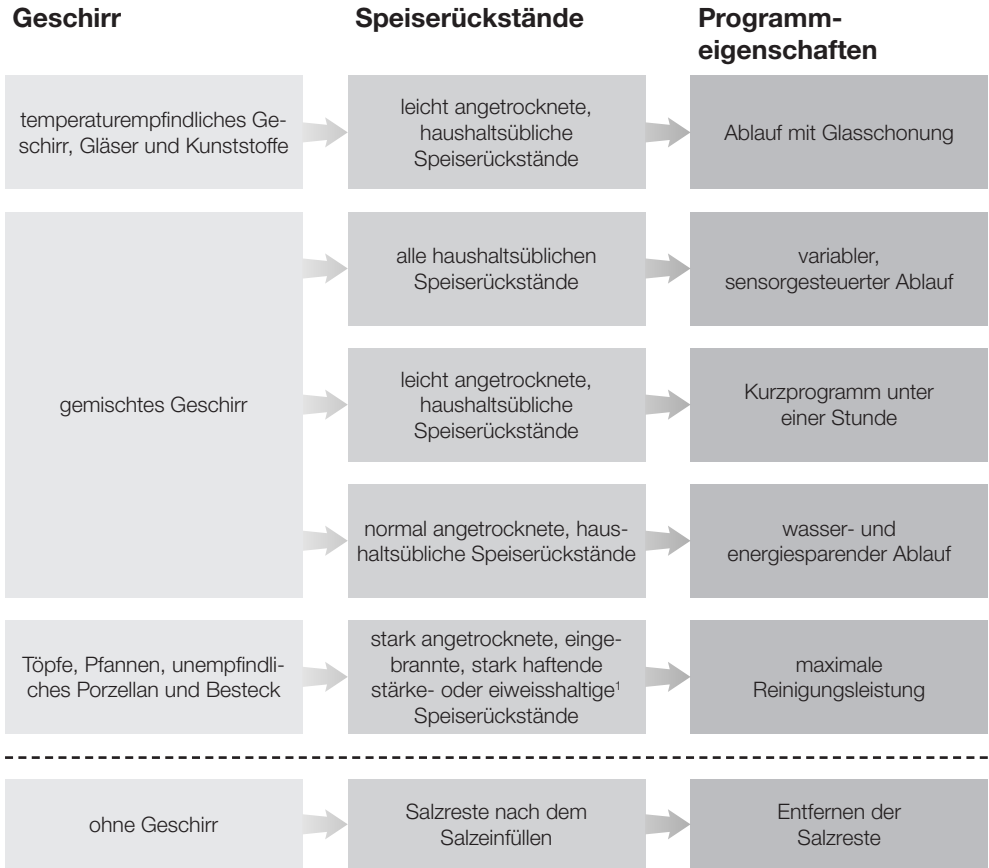 Geschirr
Speiserückstände
Programm-
eigenschaften
temperaturempfindliches Ge-
schirr, Gläser und Kunststoffe
leicht angetrocknete,
haushaltsübliche
Speiserückstände
Ablauf mit Glasschonung
gemischtes Geschirr
alle haushaltsüblichen
Speiserückstände
variabler,
sensorgesteuerter Ablauf
leicht angetrocknete,
haushaltsübliche
Speiserückstände
Kurzprogramm unter
einer Stunde
normal angetrocknete, haus-
haltsübliche Speiserückstände
wasser- und
energiesparender Ablauf
Töpfe, Pfannen, unempfindli-
ches Porzellan und Besteck
stark angetrocknete, einge-
brannte, stark haftende
stärke- oder eiweisshaltige¹
Speiserückstände
maximale
Reinigungsleistung
ohne Geschirr
Salzreste nach dem
Salzeinfüllen
Entfernen der
Salzreste